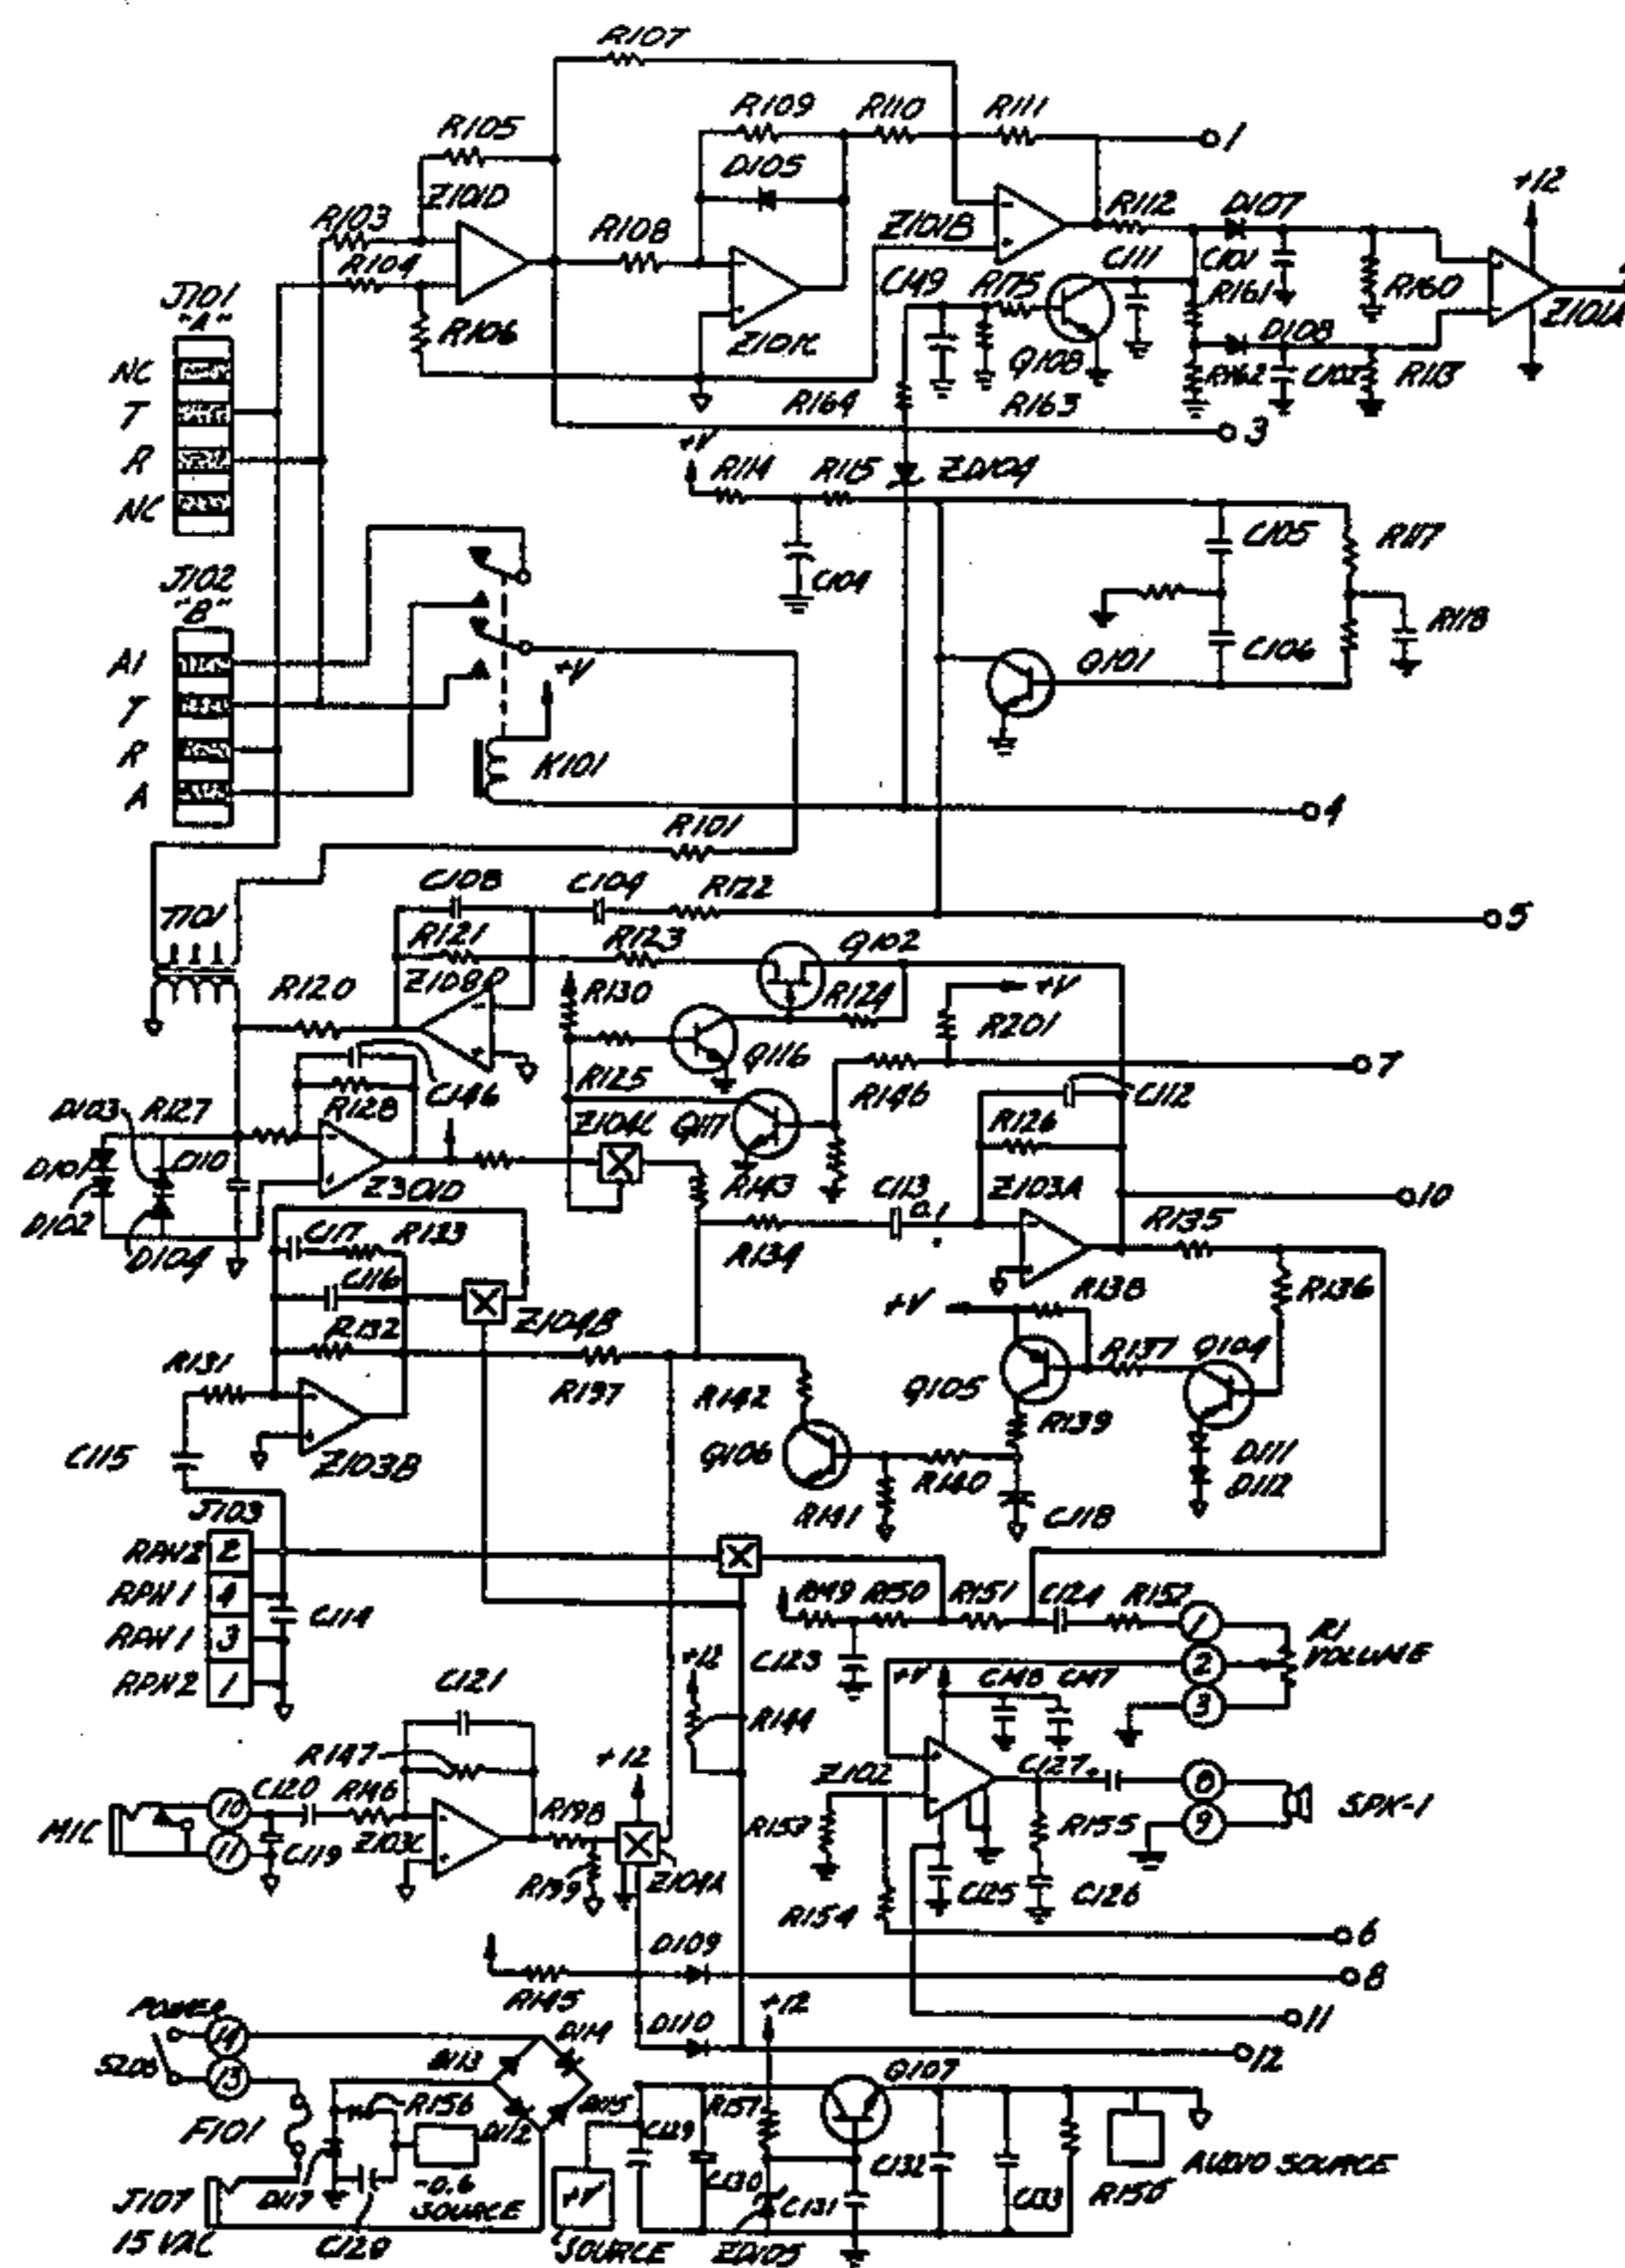 R107
R109
R110
R111
R105
D105
1
Z101D
+12
R103
R108
Z101B
R112
D107
R104
C149
R175
C111
C101
R161
R160
J101
"A"
R106
Z101C
Q108
D108
Z101A
NC
R164
R163
R162
C102
R113
T
3
R
+V
R114
R115
ZD104
NC
C105
R117
C104
J102
"B"
A1
C106
R118
Q101
T
+V
R
K101
A
4
R101
C108
C104
R122
T101
5
R121
R123
Q102
R120
Z108D
R130
R124
+V
R201
Q116
7
R125
R146
C112
D103
R127
R128
C146
Z104C
Q117
R126
D101
C110
Z301D
R143
C113
0.1
Z103A
10
D102
D104
C117
R133
R134
R135
C116
Z104B
R138
R136
R132
+V
R131
R197
R142
Q105
R137
Q104
R139
C115
Z103B
Q106
R140
D111
D112
J103
R141
C118
RPN2 2
RPN1 4
C114
R149
R150
R151
C124
R152
1
R1
VOLUME
RPN1 3
C123
2
RPN2 1
+12
+V
C148
C147
3
C121
R144
R147
+12
Z102
C127
8
SPK-1
C120
R146
R198
R153
R155
9
MIC
10
11
C119
Z103C
R199
Z104A
C125
C126
R154
6
D109
8
R145
+12
11
POWER
14
D114
D110
12
S206
13
D113
Q107
F101
R156
D112
D115
C129
R157
C130
C131
C132
C133
R150
AUDIO SOURCE
J107
D117
-0.6
SOURCE
+V
15 VAC
C120
SOURCE
ZD105